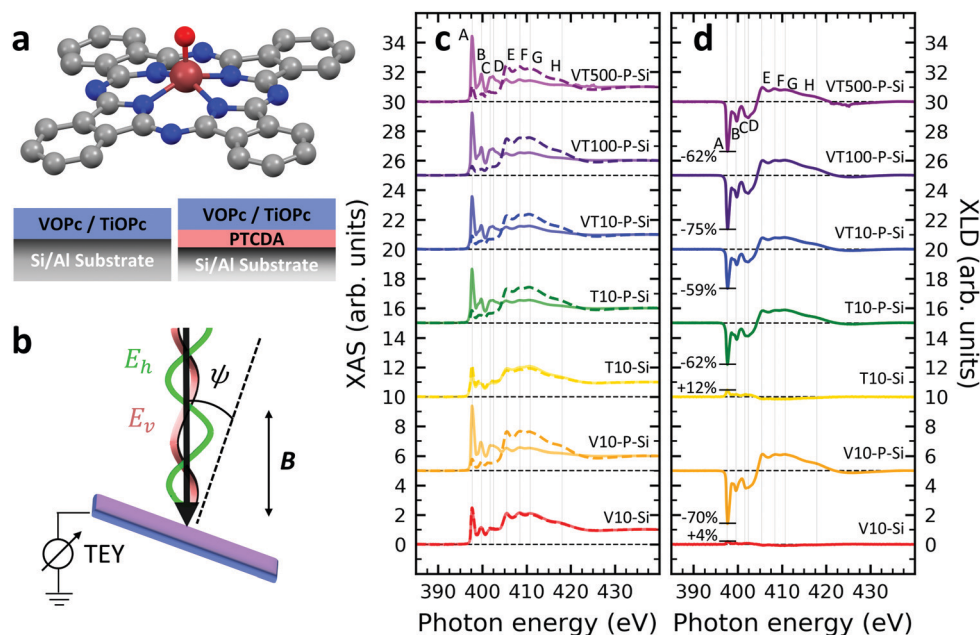 a
VOPc / TiOPc
Si/Al Substrate
VOPc / TiOPc
PTCDA
Si/Al Substrate
b
E_h
E_v
ψ
B
TEY
c
XAS (arb. units)
34
32
30
28
26
24
22
20
18
16
14
12
10
8
6
4
2
0
A
B
C
D
E
F
G
H
VT500-P-Si
VT100-P-Si
VT10-P-Si
T10-P-Si
T10-Si
V10-P-Si
V10-Si
390 400 410 420 430
Photon energy (eV)
d
E
F
G
H
A
B
CD
VT500-P-Si
-62%
VT100-P-Si
-75%
VT10-P-Si
-59%
T10-P-Si
-62%
T10-Si
+12%
V10-P-Si
-70%
+4%
V10-Si
390 400 410 420 430
Photon energy (eV)
34
32
30
28
26
24
22
20
18
16
14
12
10
8
6
4
2
0
XLD (arb. units)